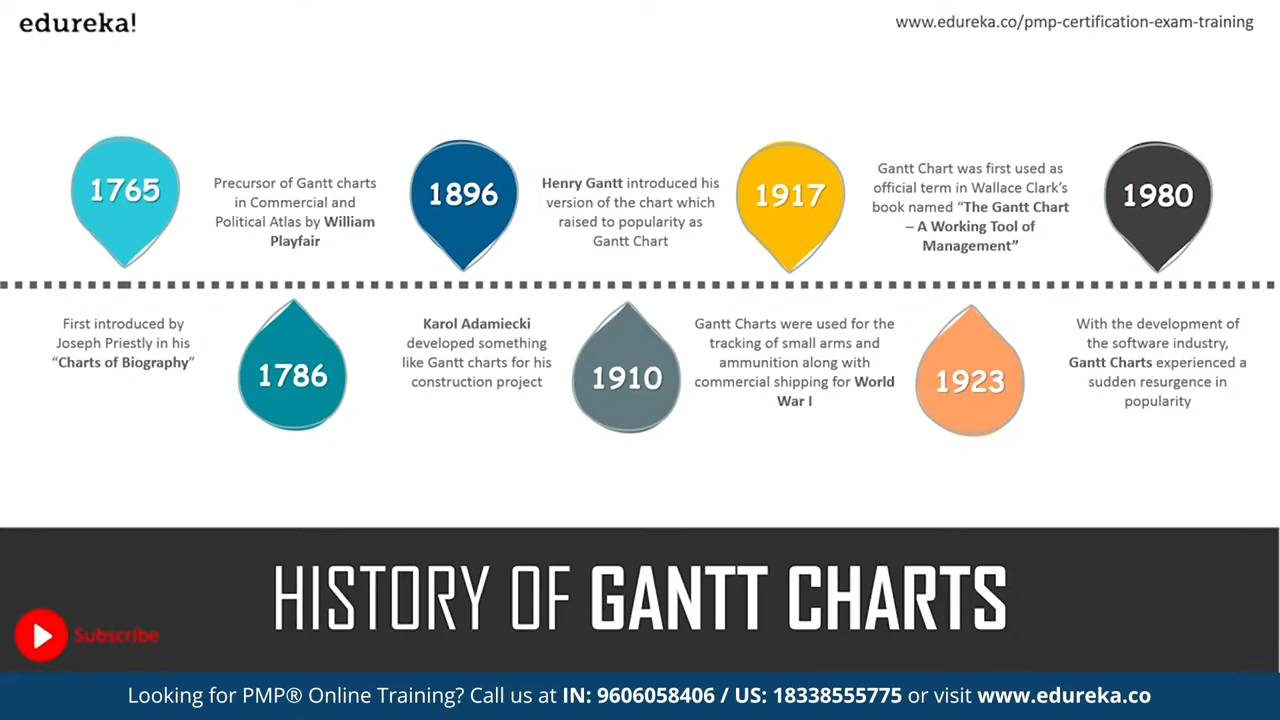 edureka!
www.edureka.co/pmp-certification-exam-training
1765
First introduced by
Joseph Priestly in his
“Charts of Biography”
Precursor of Gantt charts
in Commercial and
Political Atlas by William
Playfair
1786
1896
Karol Adamiecki
developed something
like Gantt charts for his
construction project
Henry Gantt introduced his
version of the chart which
raised to popularity as
Gantt Chart
1910
1917
Gantt Charts were used for the
tracking of small arms and
ammunition along with
commercial shipping for World
War I
Gantt Chart was first used as
official term in Wallace Clark’s
book named “The Gantt Chart
– A Working Tool of
Management”
1923
1980
With the development of
the software industry,
Gantt Charts experienced a
sudden resurgence in
popularity
HISTORY OF GANTT CHARTS
Subscribe
Looking for PMP® Online Training? Call us at IN: 9606058406 / US: 18338555775 or visit www.edureka.co